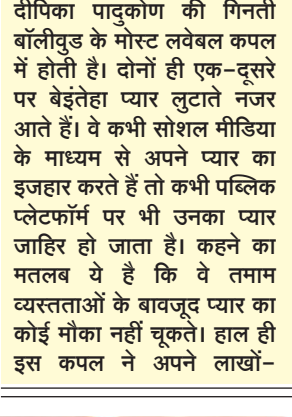 दीपिका पादुकोण की गिनती
बॉलीवुड के मोस्ट लवेबल कपल
में होती है। दोनों ही एक-दूसरे
पर बेइंतेहा प्यार लुटाते नजर
आते हैं। वे कभी सोशल मीडिया
के माध्यम से अपने प्यार का
इजहार करते हैं तो कभी पब्लिक
प्लेटफॉर्म पर भी उनका प्यार
जाहिर हो जाता है। कहने का
मतलब ये है कि वे तमाम
व्यस्तताओं के बावजूद प्यार का
कोई मौका नहीं चूकते। हाल ही
इस कपल ने अपने लाखों-